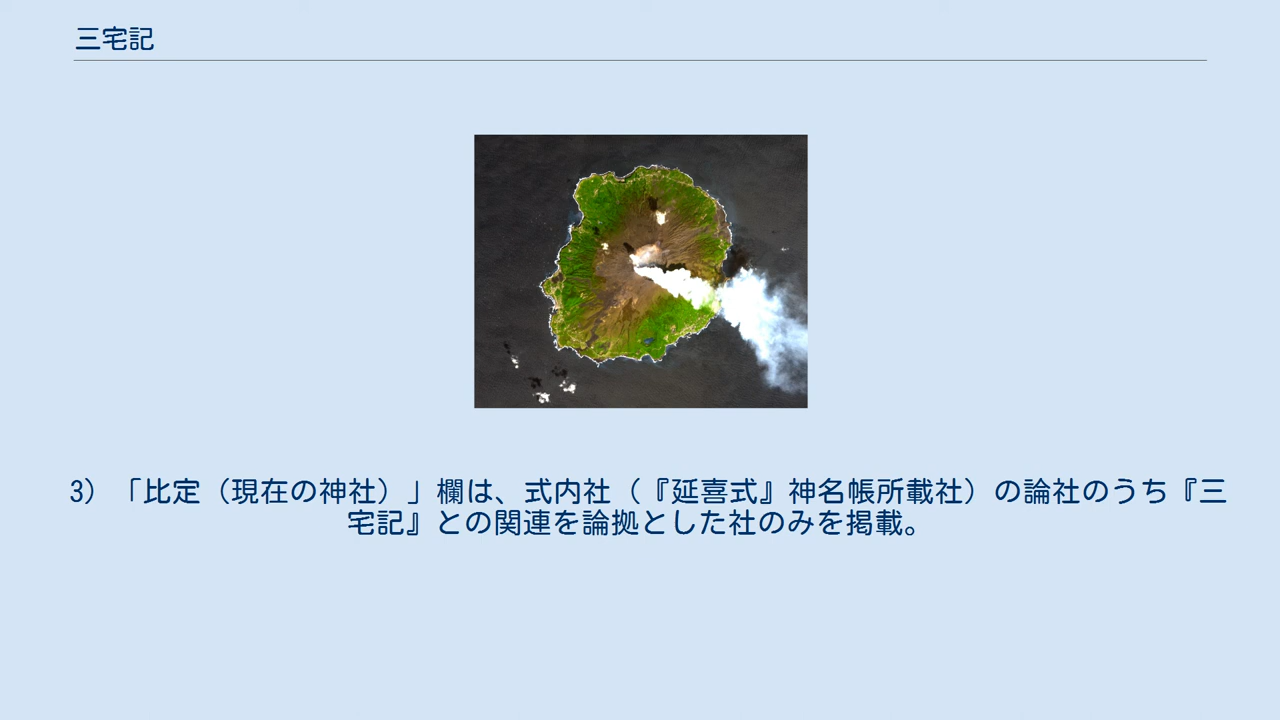 三宅記
3）「比定（現在の神社）」欄は、式内社（『延喜式』神名帳所載社）の論社のうち『三
宅記』との関連を論拠とした社のみを掲載。